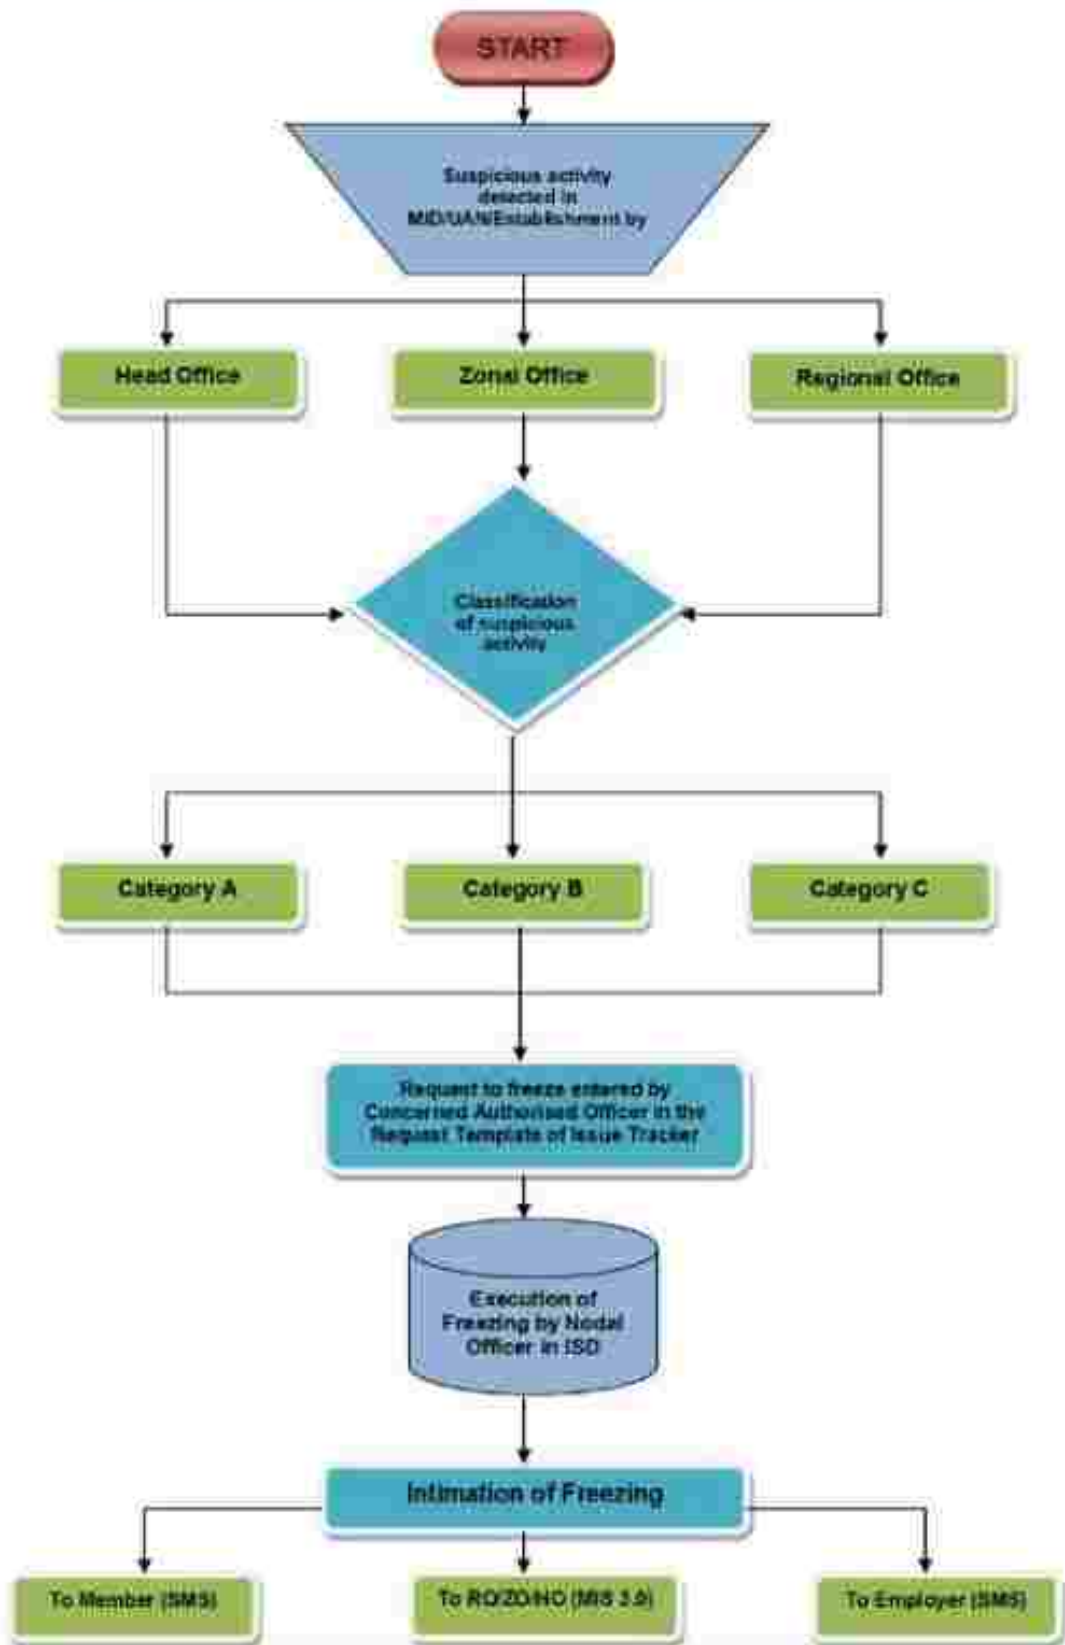 START
Suspicious activity
detected in
MID/UAN/Establishment by
Head Office
Zonal Office
Regional Office
Classification
of suspicious
activity
Category A
Category B
Category C
Request to freeze entered by
Concerned Authorised Officer in the
Request Template of Issue Tracker
Execution of
Freezing by Nodal
Officer in ISD
Intimation of Freezing
To Member (SMS)
To RO/ZO/HO (MIS 2.0)
To Employer (SMS)